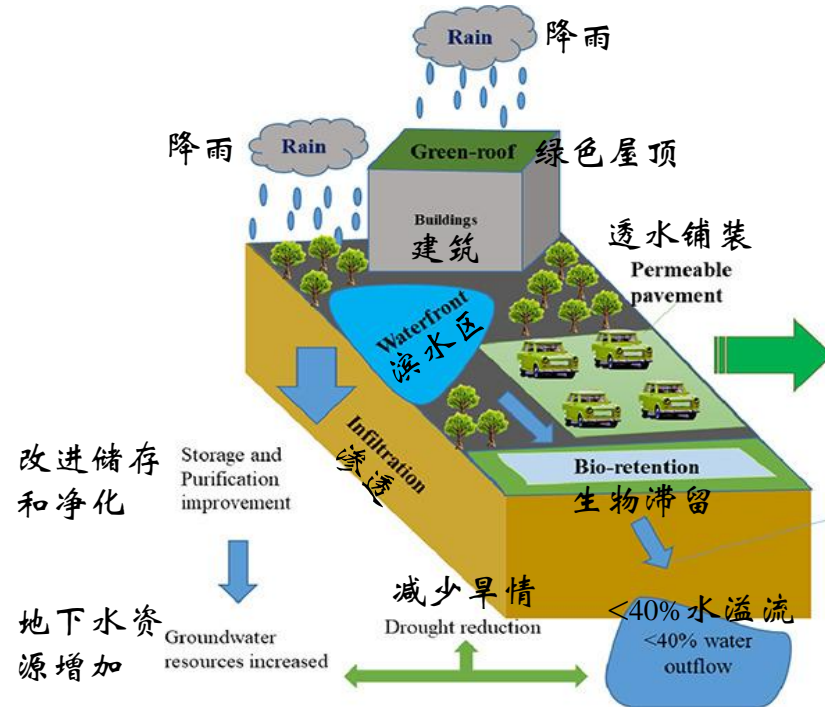 Rain
降雨
降雨
Rain
Green-roof
绿色屋顶
Buildings
建筑
透水铺装
Permeable
pavement
Waterfront
滨水区
Infiltration
渗透
改进储存
和净化
Storage and
Purification
improvement
Bio-retention
生物滞留
减少旱情
Drought reduction
<40%水溢流
<40% water
outflow
地下水资
源增加
Groundwater
resources increased